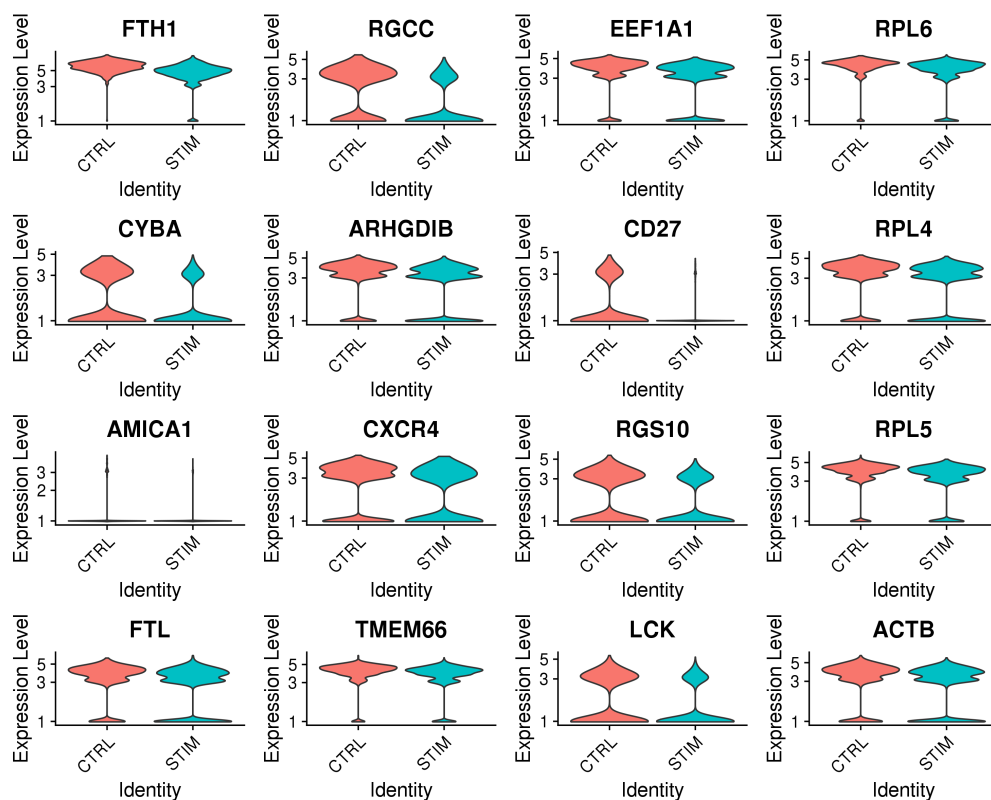 FTH1 RGCC EEF1A1 RPL6
Expression Level Expression Level Expression Level Expression Level
5 5 5 5
3 3 3 3
1 1 1 1
CTRL STIM CTRL STIM CTRL STIM CTRL STIM
Identity Identity Identity Identity
CYBA ARHGDIB CD27 RPL4
Expression Level Expression Level Expression Level Expression Level
5 5 5 5
3 3 3 3
1 1 1 1
CTRL STIM CTRL STIM CTRL STIM CTRL STIM
Identity Identity Identity Identity
AMICA1 CXCR4 RGS10 RPL5
Expression Level Expression Level Expression Level Expression Level
3 5 5 5
2 3 3 3
1 1 1 1
CTRL STIM CTRL STIM CTRL STIM CTRL STIM
Identity Identity Identity Identity
FTL TMEM66 LCK ACTB
Expression Level Expression Level Expression Level Expression Level
5 5 5 5
3 3 3 3
1 1 1 1
CTRL STIM CTRL STIM CTRL STIM CTRL STIM
Identity Identity Identity Identity